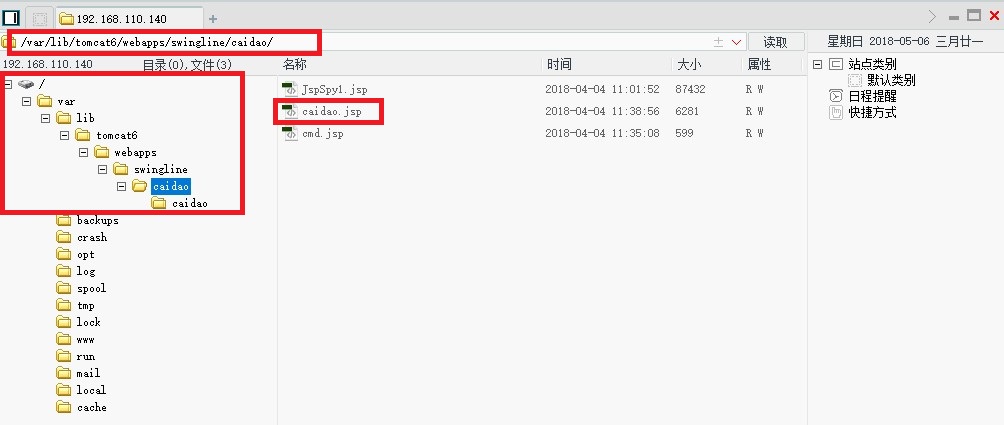 192.168.110.140
/var/lib/tomcat6/webapps/swingline/caidao/
读取
星期日 2018-05-06 三月廿一
192.168.110.140 目录(0),文件(3)
名称 时间 大小 属性
/
var
lib
tomcat6
webapps
swingline
caidao
caidao
backups
crash
opt
log
spool
tmp
lock
www
run
mail
local
cache
JspSpy1.jsp 2018-04-04 11:01:52 87432 R W
caidao.jsp 2018-04-04 11:38:56 6281 R W
cmd.jsp 2018-04-04 11:35:08 599 R W
站点类别
默认类别
日程提醒
快捷方式